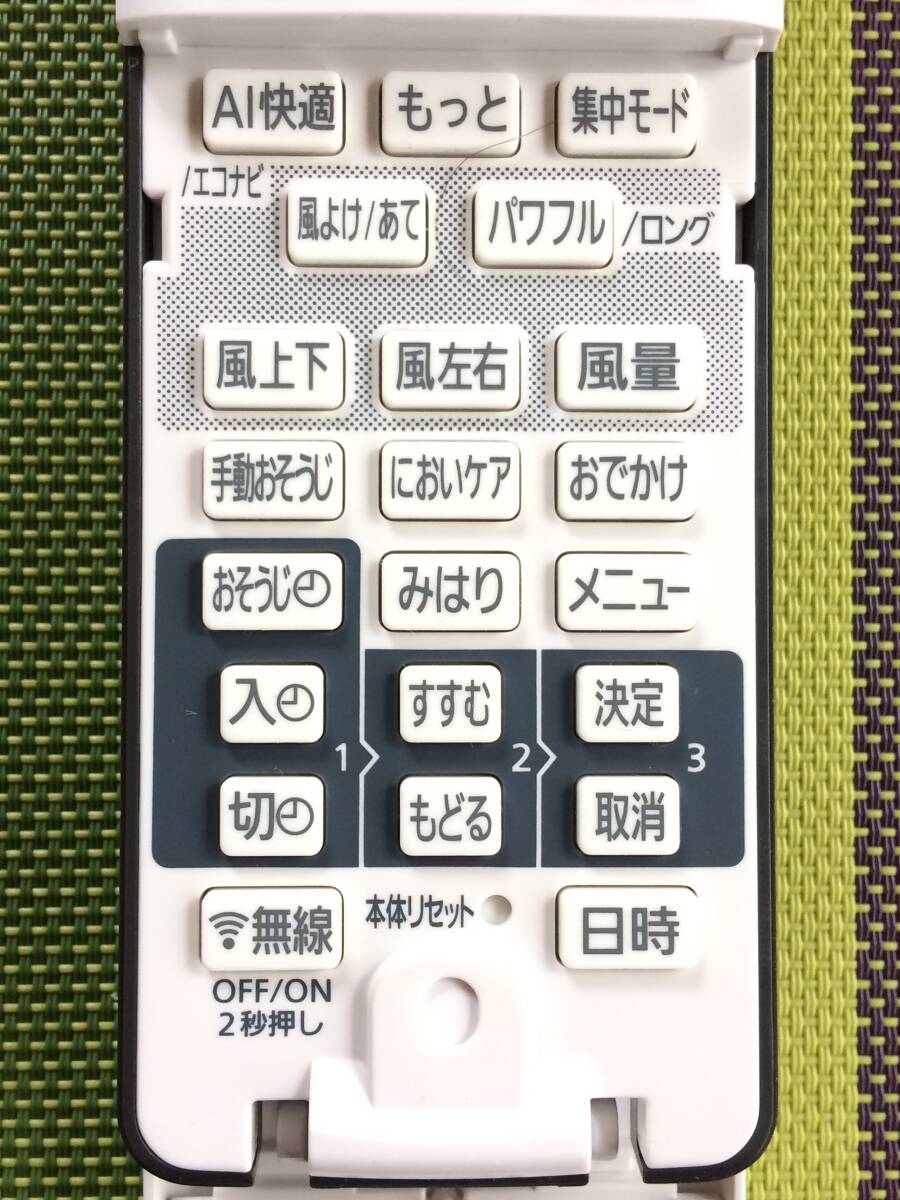 AI快適 もっと 集中モード
/エコナビ
風よけ/あて パワフル /ロング
風上下 風左右 風量
手動おそうじ においケア おでかけ
おそうじ みはり メニュー
入 すすむ 決定
1 2 3
切 もどる 取消
無線 本体リセット 日時
OFF/ON
2秒押し